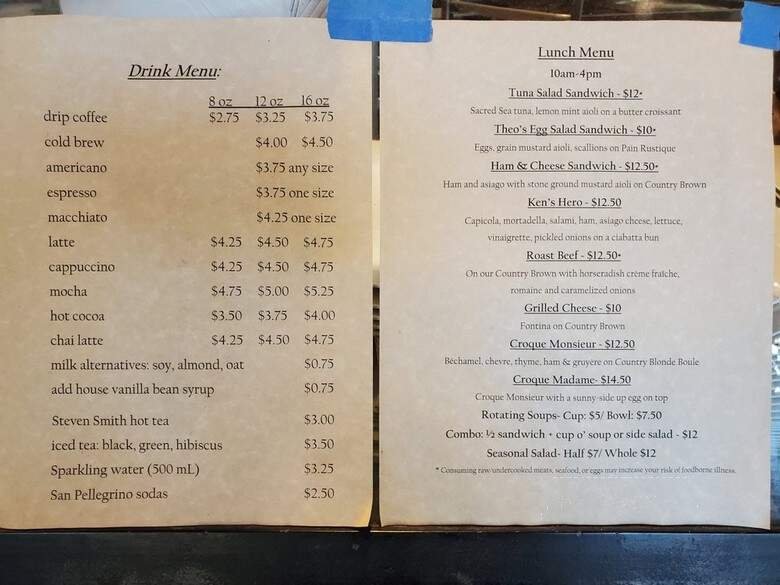 Drink Menu:
8 oz 12 oz 16 oz
drip coffee $2.75 $3.25 $3.75
cold brew $4.00 $4.50
americano $3.75 any size
espresso $3.75 one size
macchiato $4.25 one size
latte $4.25 $4.50 $4.75
cappuccino $4.25 $4.50 $4.75
mocha $4.75 $5.00 $5.25
hot cocoa $3.50 $3.75 $4.00
chai latte $4.25 $4.50 $4.75
milk alternatives: soy, almond, oat $0.75
add house vanilla bean syrup $0.75
Steven Smith hot tea $3.00
iced tea: black, green, hibiscus $3.50
Sparkling water (500 mL) $3.25
San Pellegrino sodas $2.50
Lunch Menu
10am-4pm
Tuna Salad Sandwich - $12*
Sacred Sea tuna, lemon mint aioli on a butter croissant
Theo's Egg Salad Sandwich - $10*
Eggs, grain mustard aioli, scallions on Pain Rustique
Ham & Cheese Sandwich - $12.50*
Ham and asiago with stone ground mustard aioli on Country Brown
Ken's Hero - $12.50
Capicola, mortadella, salami, ham, asiago cheese, lettuce,
vinaigrette, pickled onions on a ciabatta bun
Roast Beef - $12.50*
On our Country Brown with horseradish crème fraîche,
romaine and caramelized onions
Grilled Cheese - $10
Fontina on Country Brown
Croque Monsieur - $12.50
Béchamel, chevre, thyme, ham & gruyere on Country Blonde Boule
Croque Madame- $14.50
Croque Monsieur with a sunny-side up egg on top
Rotating Soups- Cup: $5/ Bowl: $7.50
Combo: ½ sandwich + cup o' soup or side salad - $12
Seasonal Salad- Half $7/ Whole $12
* Consuming raw/undercooked meats, seafood, or eggs may increase your risk of foodborne illness.